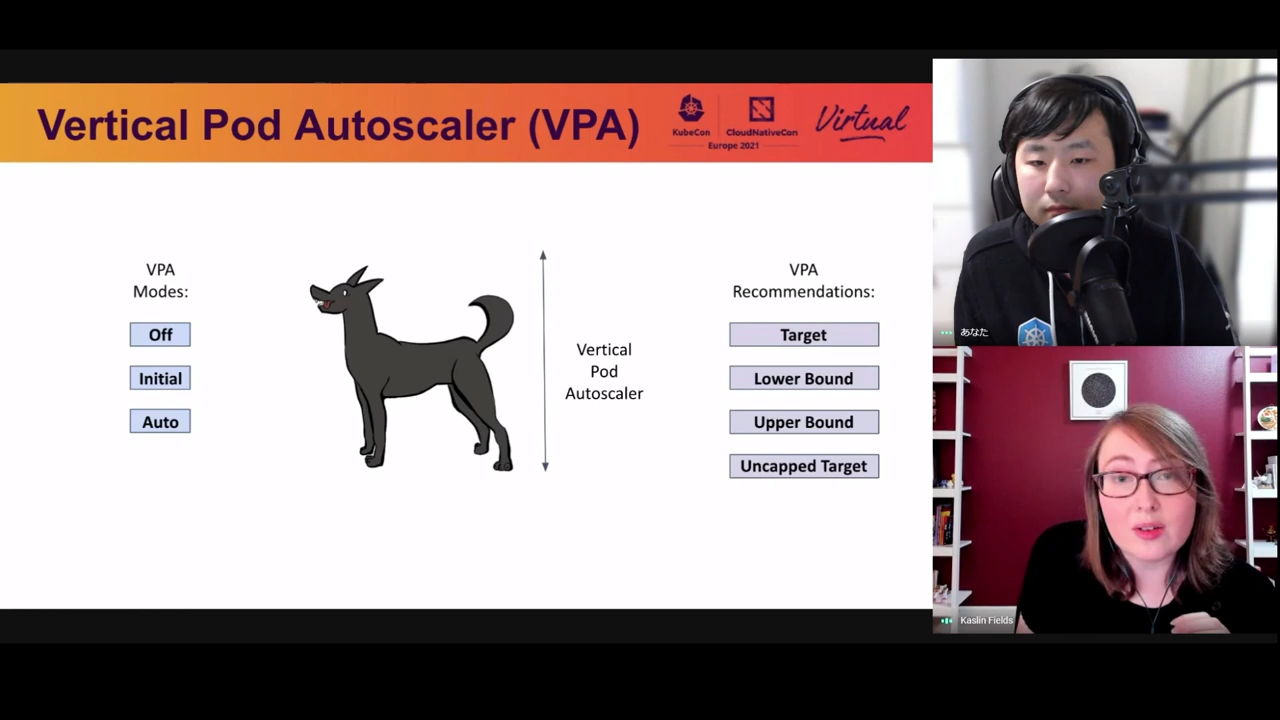 Vertical Pod Autoscaler (VPA)
KubeCon
CloudNativeCon
Europe 2021
Virtual
VPA
Modes:
Off
Initial
Auto
Vertical
Pod
Autoscaler
VPA
Recommendations:
Target
Lower Bound
Upper Bound
Uncapped Target
あなた
Kaslin Fields